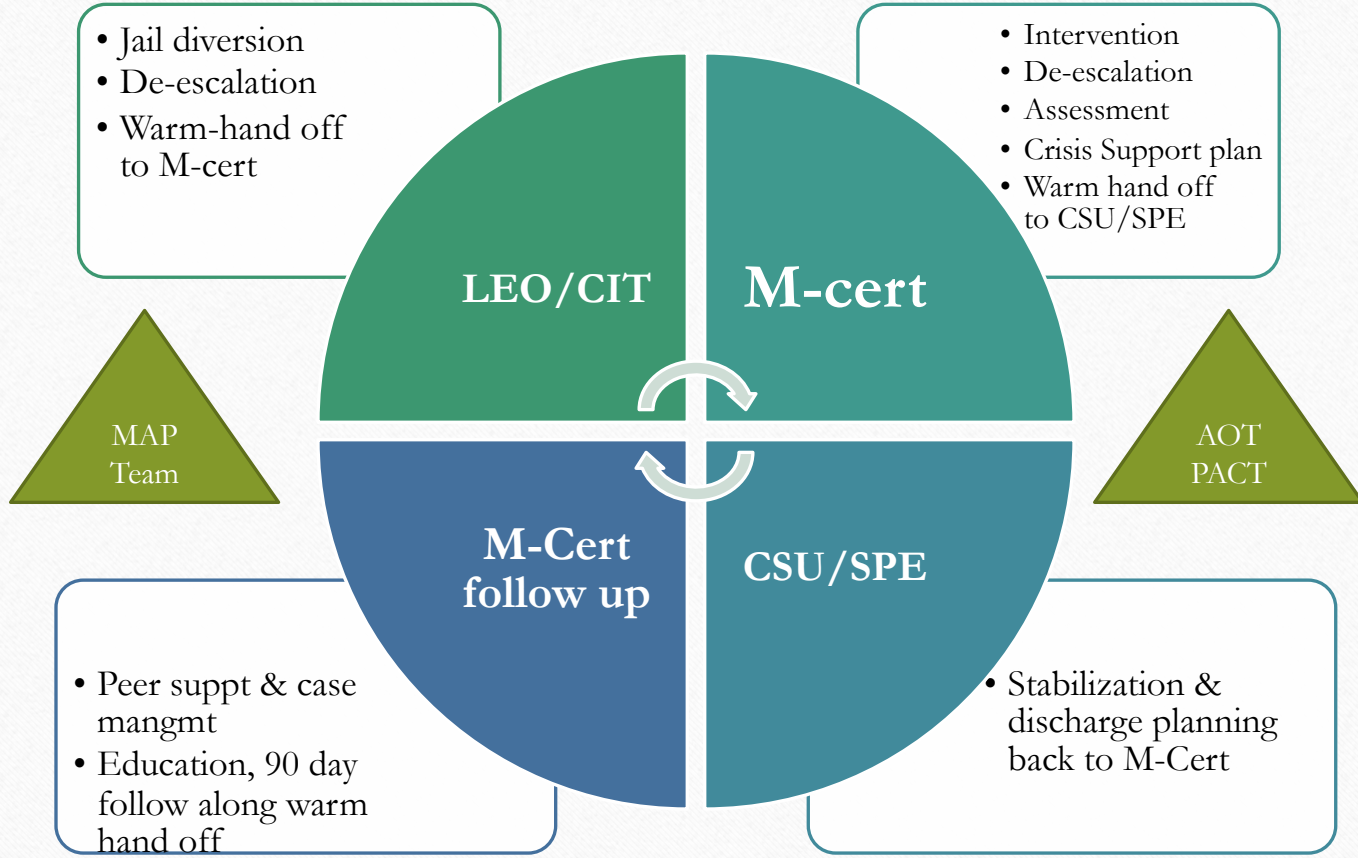 • Jail diversion
• De-escalation
• Warm-hand off
to M-cert
• Intervention
• De-escalation
• Assessment
• Crisis Support plan
• Warm hand off
to CSU/SPE
LEO/CIT
M-cert
MAP
Team
AOT
PACT
M-Cert
follow up
CSU/SPE
• Peer suppt & case
mangmt
• Education, 90 day
follow along warm
hand off
• Stabilization &
discharge planning
back to M-Cert